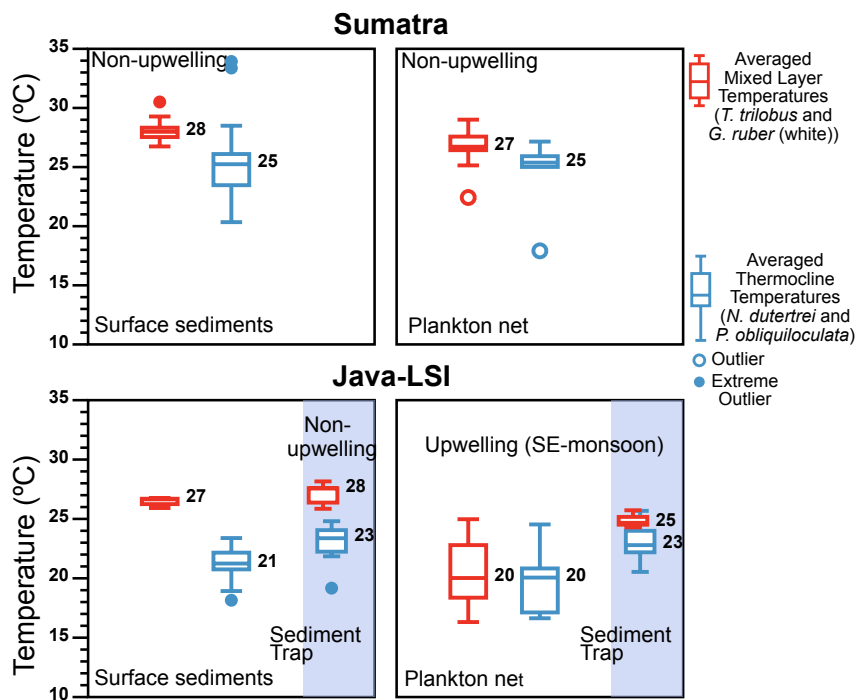 Sumatra
Temperature (ºC)
35
30
25
20
15
10
Non-upwelling
28
25
Surface sediments
Non-upwelling
27
25
Plankton net
Averaged
Mixed Layer
Temperatures
(T. trilobus and
G. ruber (white))
Averaged
Thermocline
Temperatures
(N. dutertrei and
P. obliquiloculata)
Outlier
Extreme
Outlier
Java-LSI
Temperature (ºC)
35
30
25
20
15
10
27
21
Surface sediments
Non-
upwelling
28
23
Sediment
Trap
Upwelling (SE-monsoon)
20
20
Plankton net
25
23
Sediment
Trap